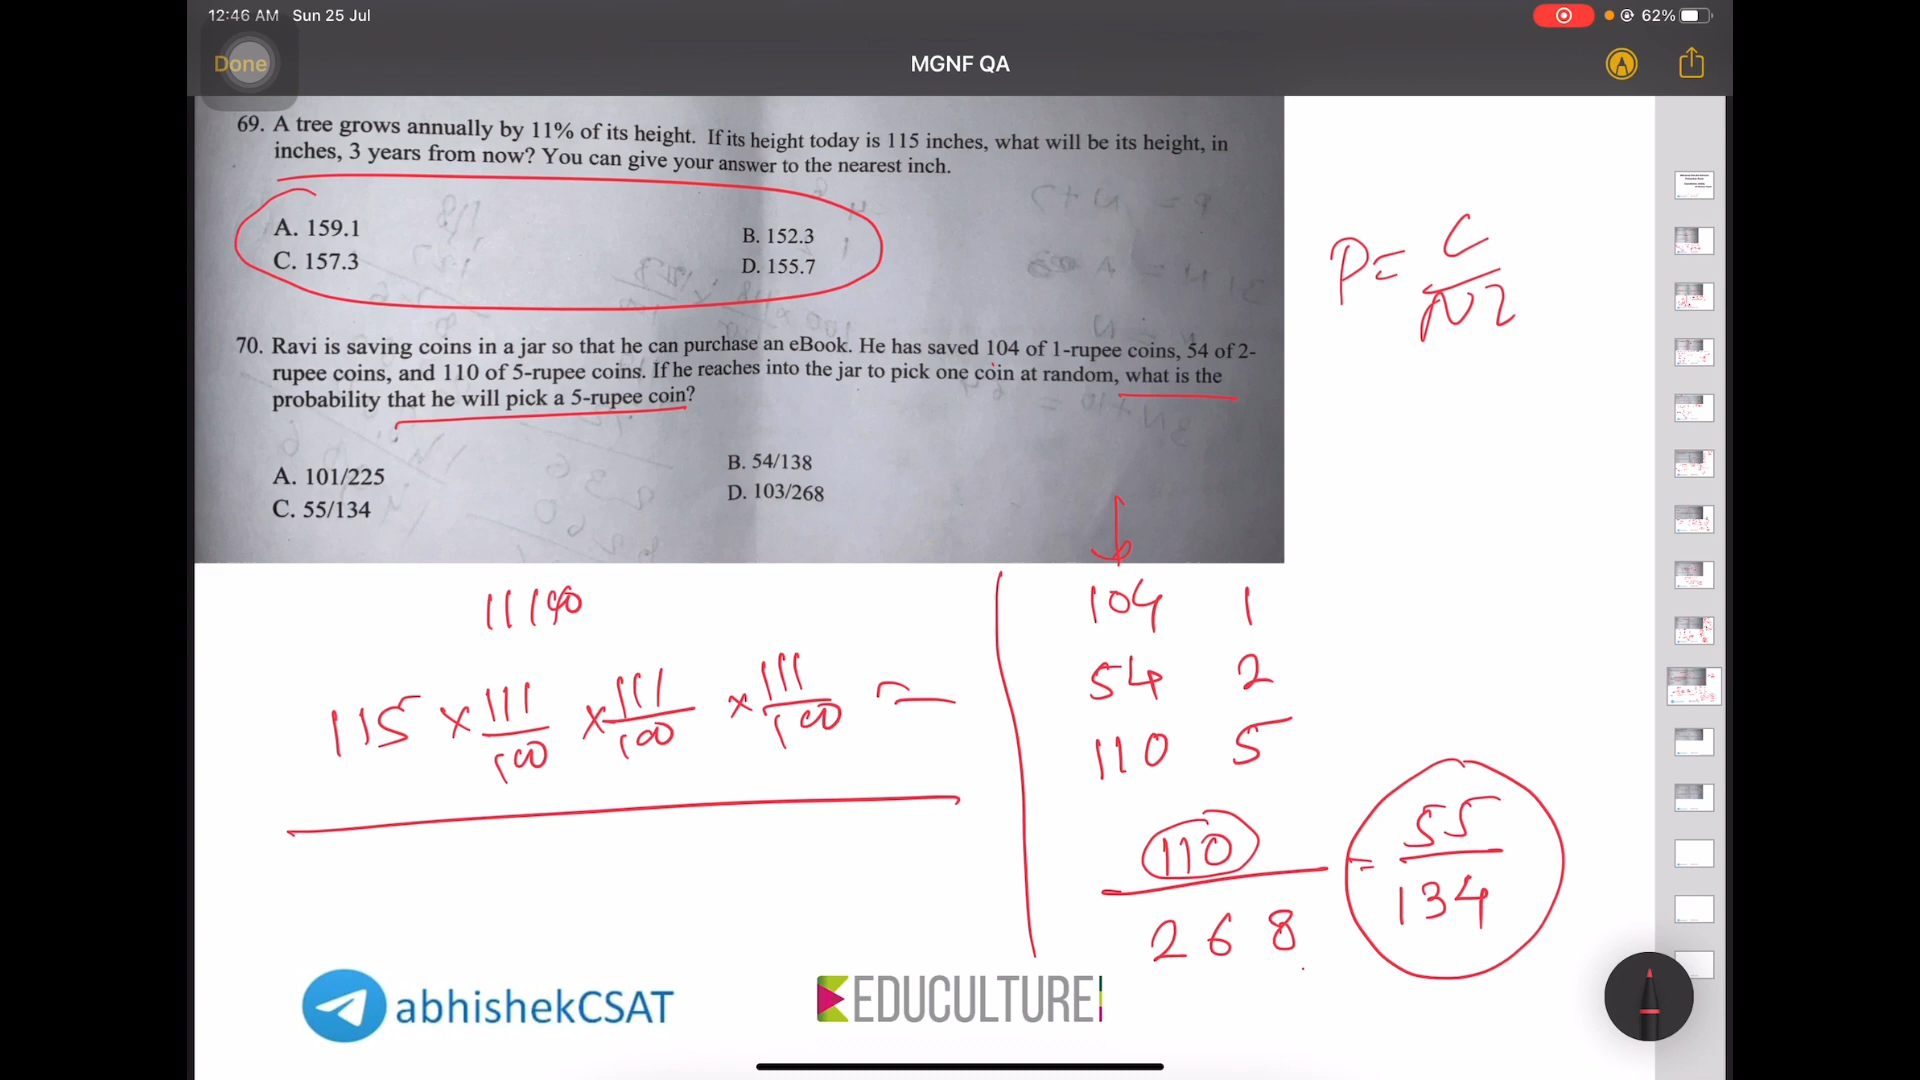 12:46 AM Sun 25 Jul
62%
Done
MGNF QA
69. A tree grows annually by 11% of its height. If its height today is 115 inches, what will be its height, in
inches, 3 years from now? You can give your answer to the nearest inch.
A. 159.1
B. 152.3
C. 157.3
D. 155.7
70. Ravi is saving coins in a jar so that he can purchase an eBook. He has saved 104 of 1-rupee coins, 54 of 2-
rupee coins, and 110 of 5-rupee coins. If he reaches into the jar to pick one coin at random, what is the
probability that he will pick a 5-rupee coin?
A. 101/225
B. 54/138
C. 55/134
D. 103/268
115 × 111/100 × 111/100 × 111/100 =
104 1
54 2
110 5
110/268 = 55/134
abhishekCSAT
EDUCULTURE